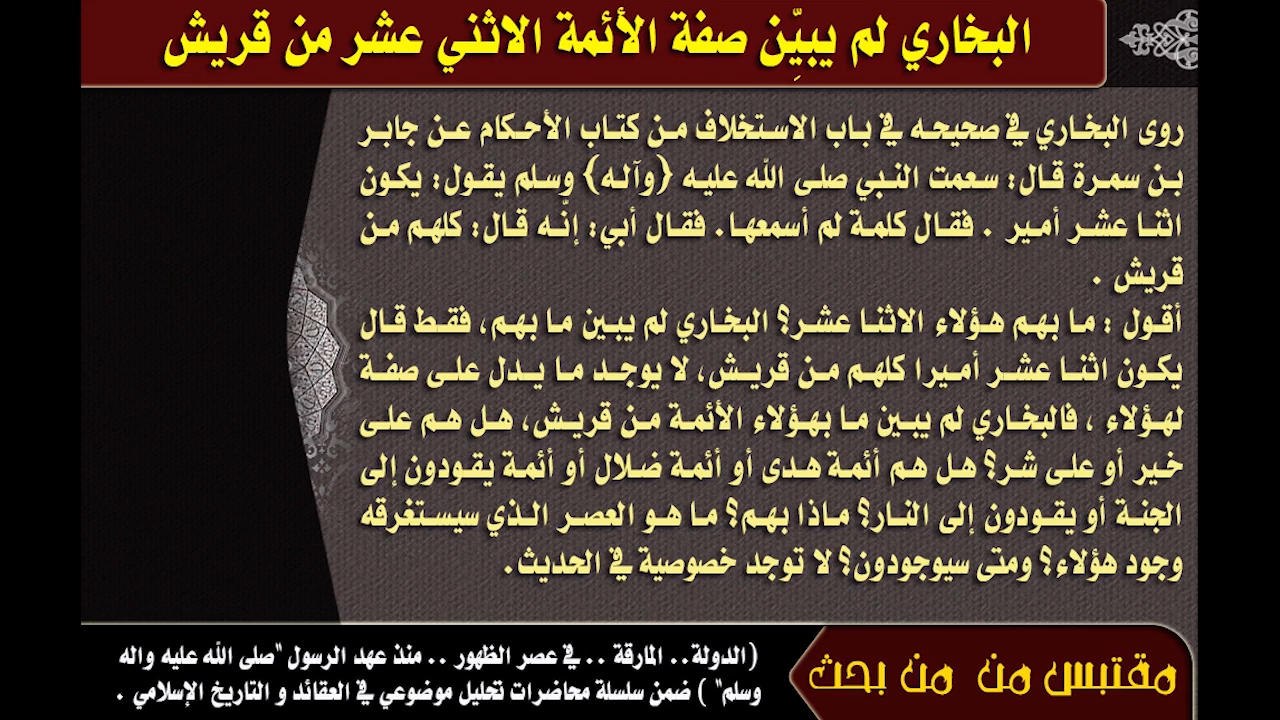 البخاري لم يبيِّن صفة الأئمة الاثني عشر من قريش
روى البخاري في صحيحه في باب الاستخلاف من كتاب الأحكام عن جابر
بن سمرة قال: سعمت النبي صلى الله عليه {وآله} وسلم يقول: يكون
اثنا عشر أمير . فقال كلمة لم أسمعها. فقال أبي: إنّه قال: كلهم من
قريش .
أقول : ما بهم هؤلاء الاثنا عشر؟ البخاري لم يبين ما بهم، فقط قال
يكون اثنا عشر أميرا كلهم من قريش، لا يوجد ما يدل على صفة
لهؤلاء ، فالبخاري لم يبين ما بهؤلاء الأئمة من قريش، هل هم على
خير أو على شر؟ هل هم أئمة هدى أو أئمة ضلال أو أئمة يقودون إلى
الجنة أو يقودون إلى النار؟ ماذا بهم؟ ما هو العصر الذي سيستغرقه
وجود هؤلاء؟ ومتى سيوجودون؟ لا توجد خصوصية في الحديث.
مقتبس من من بحث
(الدولة.. المارقة .. في عصر الظهور .. منذ عهد الرسول "صلى الله عليه واله
وسلم" ) ضمن سلسلة محاضرات تحليل موضوعي في العقائد و التاريخ الإسلامي .